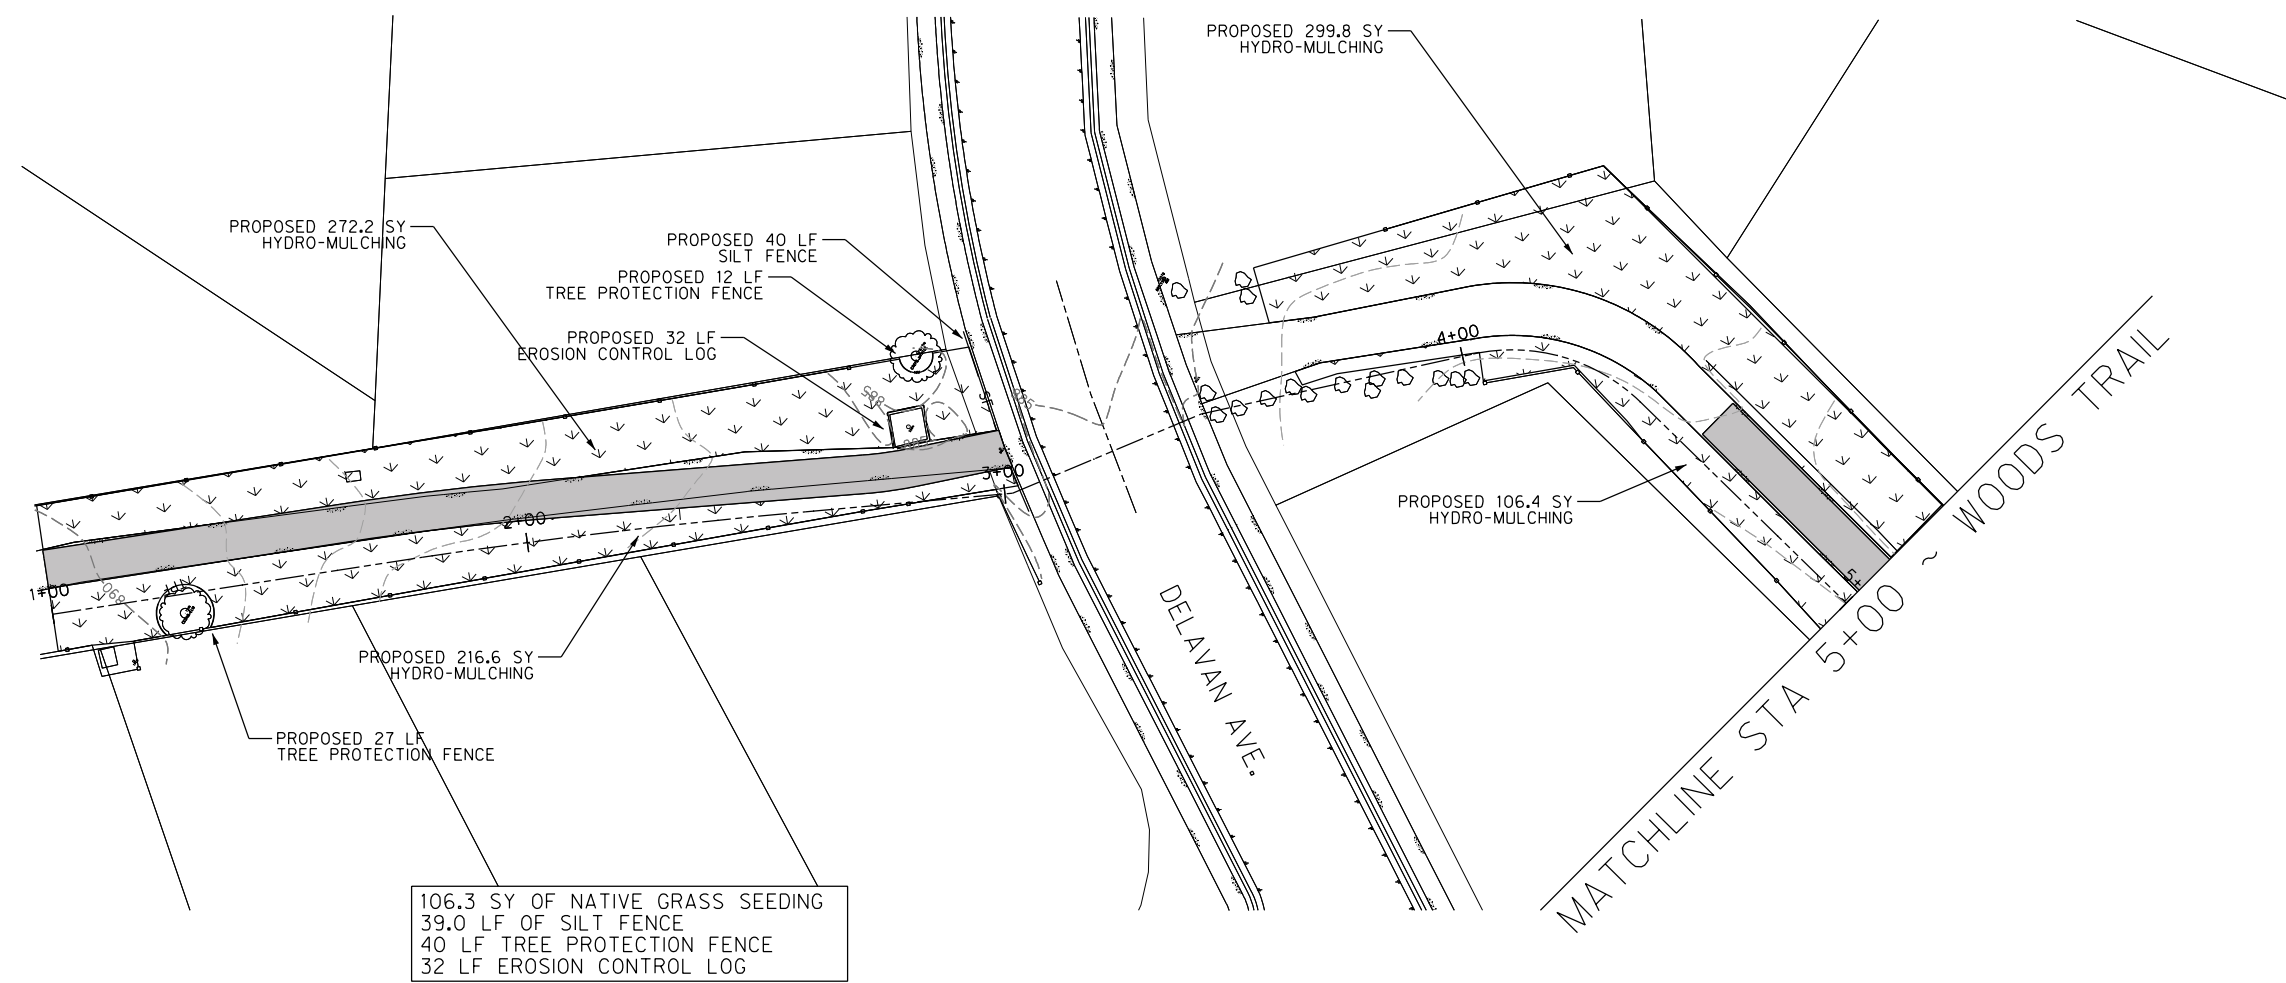 PROPOSED 299.8 SY
HYDRO-MULCHING
PROPOSED 272.2 SY
HYDRO-MULCHING
PROPOSED 40 LF
SILT FENCE
PROPOSED 12 LF
TREE PROTECTION FENCE
PROPOSED 32 LF
EROSION CONTROL LOG
885
SF
4+00
3+00
2+00
1+00
PROPOSED 106.4 SY
HYDRO-MULCHING
5+
PROPOSED 216.6 SY
HYDRO-MULCHING
PROPOSED 27 LF
TREE PROTECTION FENCE
DELAVAN AVE.
MATCHLINE STA 5+00 ~ WOODS TRAIL
106.3 SY OF NATIVE GRASS SEEDING
39.0 LF OF SILT FENCE
40 LF TREE PROTECTION FENCE
32 LF EROSION CONTROL LOG